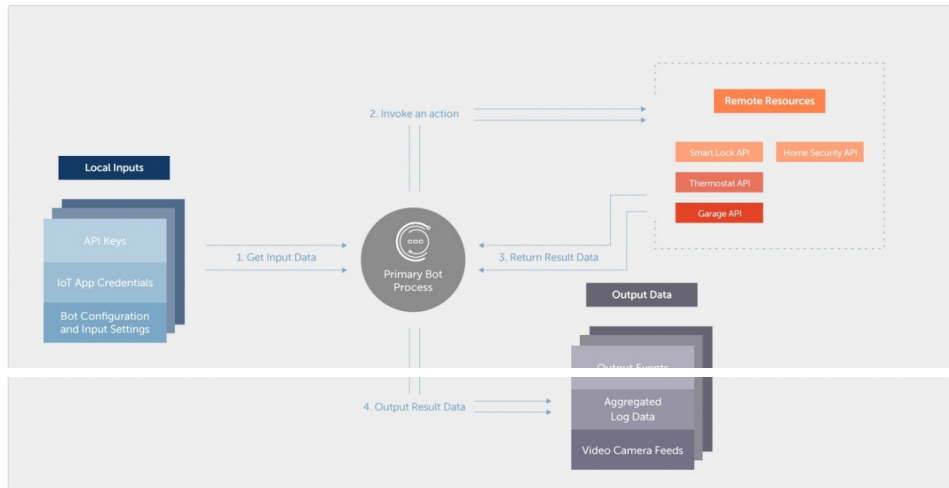 2. Invoke an action
Remote Resources
Smart Lock API
Home Security API
Thermostat API
Garage API
Local Inputs
API Keys
IoT App Credentials
Bot Configuration
and Input Settings
1. Get Input Data
Primary Bot
Process
3. Return Result Data
Output Data
Output Events
4. Output Result Data
Aggregated
Log Data
Video Camera Feeds